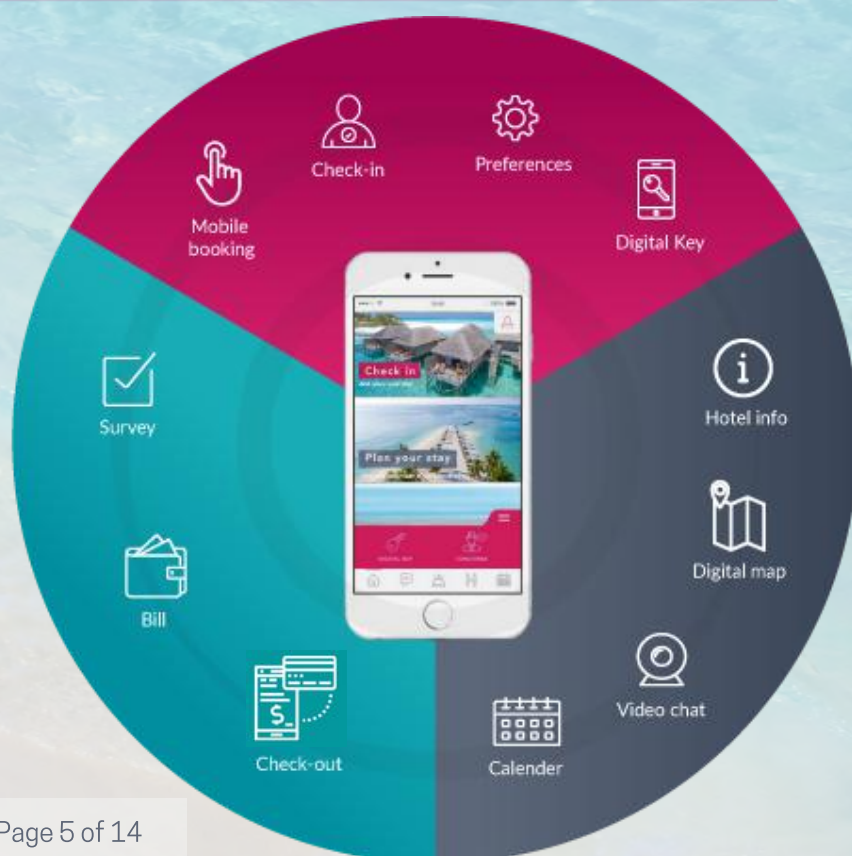 Check-in
Preferences
Mobile
booking
Digital Key
Check in
Plan your stay
Survey
Hotel info
Bill
Digital map
Video chat
Check-out
Calender
Page 5 of 14